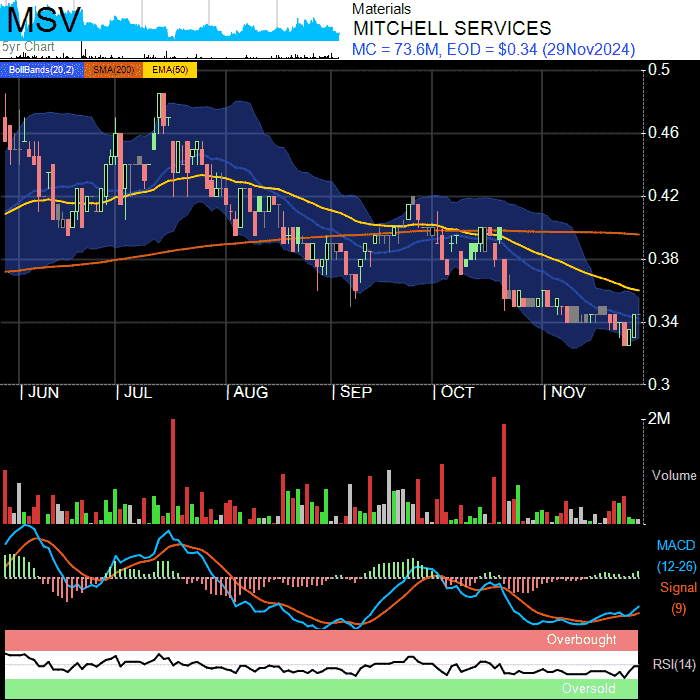 MSV
5yr Chart
Materials
MITCHELL SERVICES
MC = 73.6M, EOD = $0.34 (29Nov2024)
BollBands(20,2) SMA(200) EMA(50)
0.5
0.46
0.42
0.38
0.34
0.3
JUN JUL AUG SEP OCT NOV
2M
Volume
MACD
(12-26)
Signal
(9)
Overbought
RSI(14)
Oversold